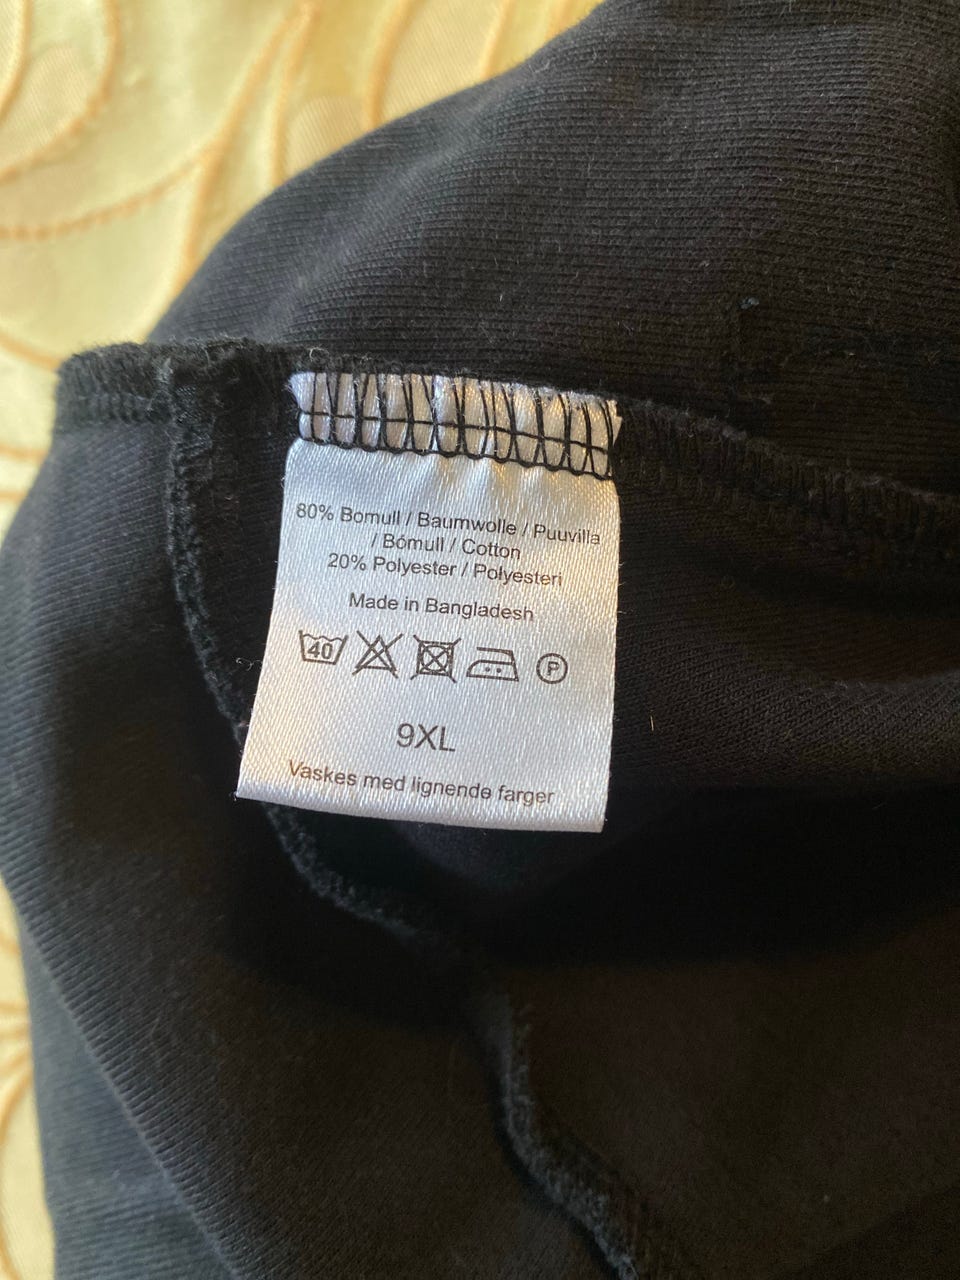 80% Bomull / Baumwolle / Puuvilla
/ Bómull / Cotton
20% Polyester / Polyesteri
Made in Bangladesh
40 P
9XL
Vaskes med lignende farger